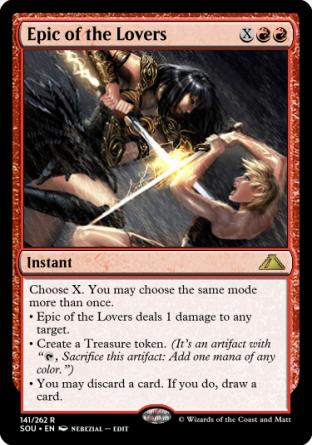 Epic of the Lovers XRR
Instant
Choose X. You may choose the same mode
more than once.
• Epic of the Lovers deals 1 damage to any
target.
• Create a Treasure token. (It's an artifact with
“, Sacrifice this artifact: Add one mana of any
color.”)
• You may discard a card. If you do, draw a
card.
141/262 R
SOU • EN NEBEZIAL — EDIT
© Wizards of the Coast and Matt